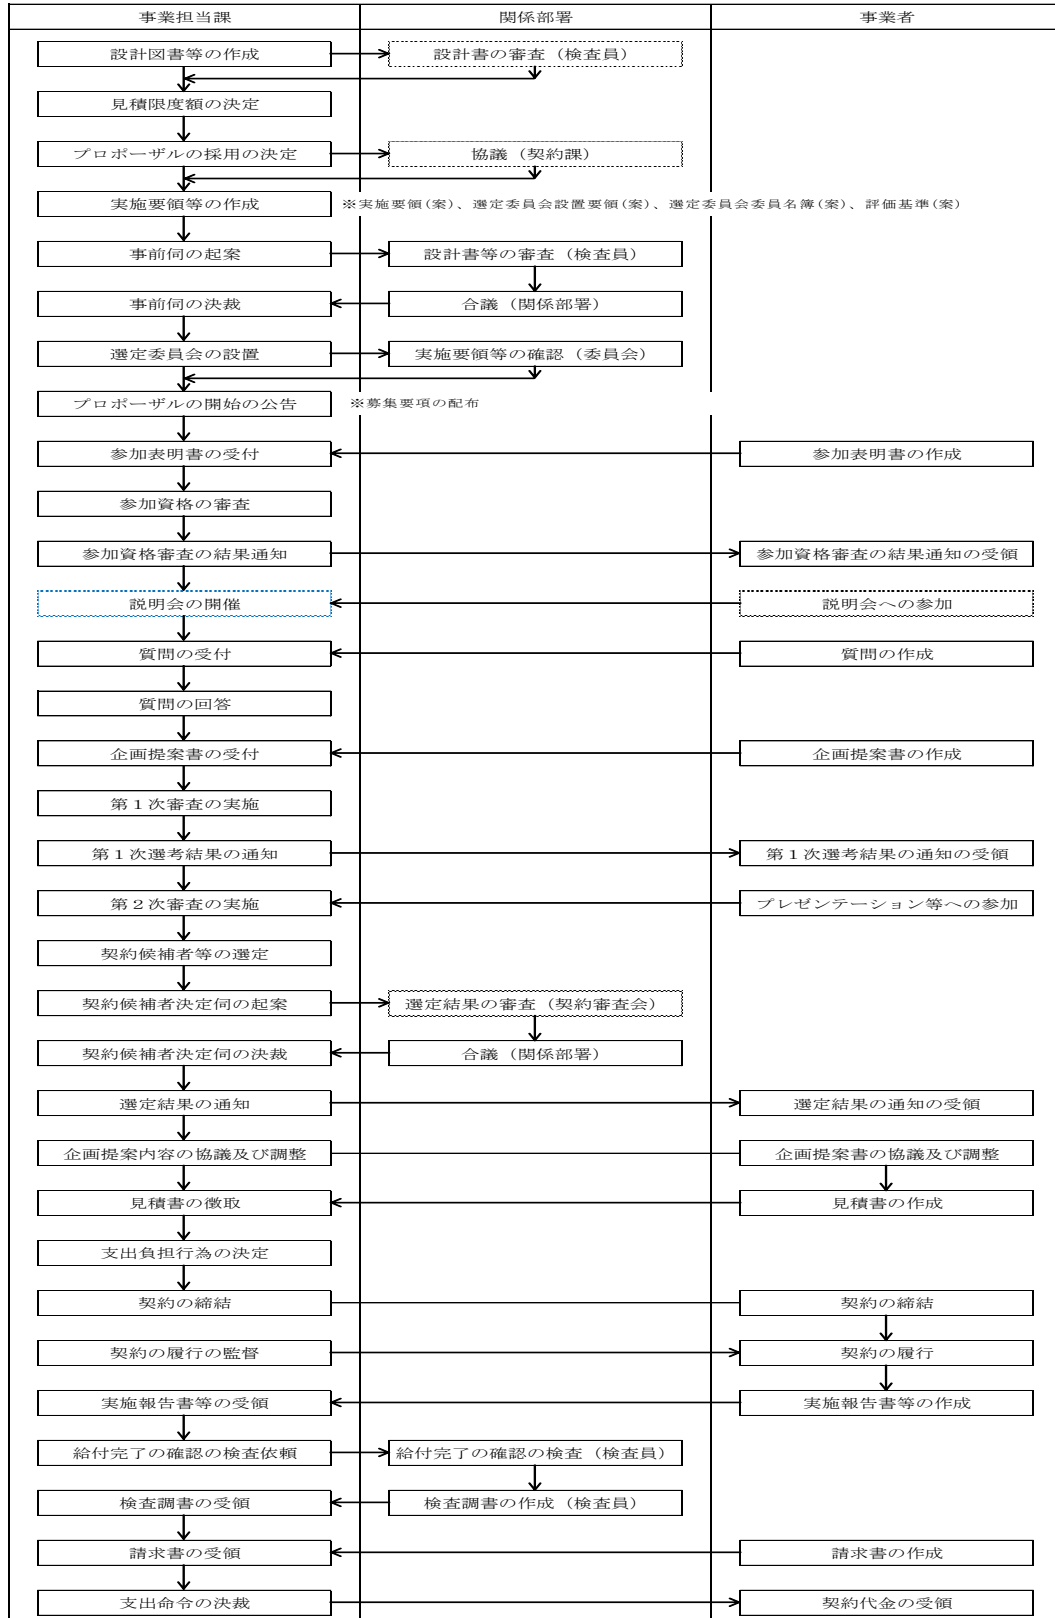 事業担当課 関係部署 事業者
設計図書等の作成 設計書の審査（検査員）
見積限度額の決定
プロポーザルの採用の決定 協議（契約課）
実施要領等の作成 ※実施要領(案)、選定委員会設置要領(案)、選定委員会委員名簿(案)、評価基準(案)
事前伺の起案 設計書等の審査（検査員）
事前伺の決裁 合議（関係部署）
選定委員会の設置 実施要領等の確認（委員会）
プロポーザルの開始の公告 ※募集要項の配布
参加表明書の受付 参加表明書の作成
参加資格の審査
参加資格審査の結果通知 参加資格審査の結果通知の受領
説明会の開催 説明会への参加
質問の受付 質問の作成
質問の回答
企画提案書の受付 企画提案書の作成
第１次審査の実施
第１次選考結果の通知 第１次選考結果の通知の受領
第２次審査の実施 プレゼンテーション等への参加
契約候補者等の選定
契約候補者決定伺の起案 選定結果の審査（契約審査会）
契約候補者決定伺の決裁 合議（関係部署）
選定結果の通知 選定結果の通知の受領
企画提案内容の協議及び調整 企画提案書の協議及び調整
見積書の徴取 見積書の作成
支出負担行為の決定
契約の締結 契約の締結
契約の履行の監督 契約の履行
実施報告書等の受領 実施報告書等の作成
給付完了の確認の検査依頼 給付完了の確認の検査（検査員）
検査調書の受領 検査調書の作成（検査員）
請求書の受領 請求書の作成
支出命令の決裁 契約代金の受領